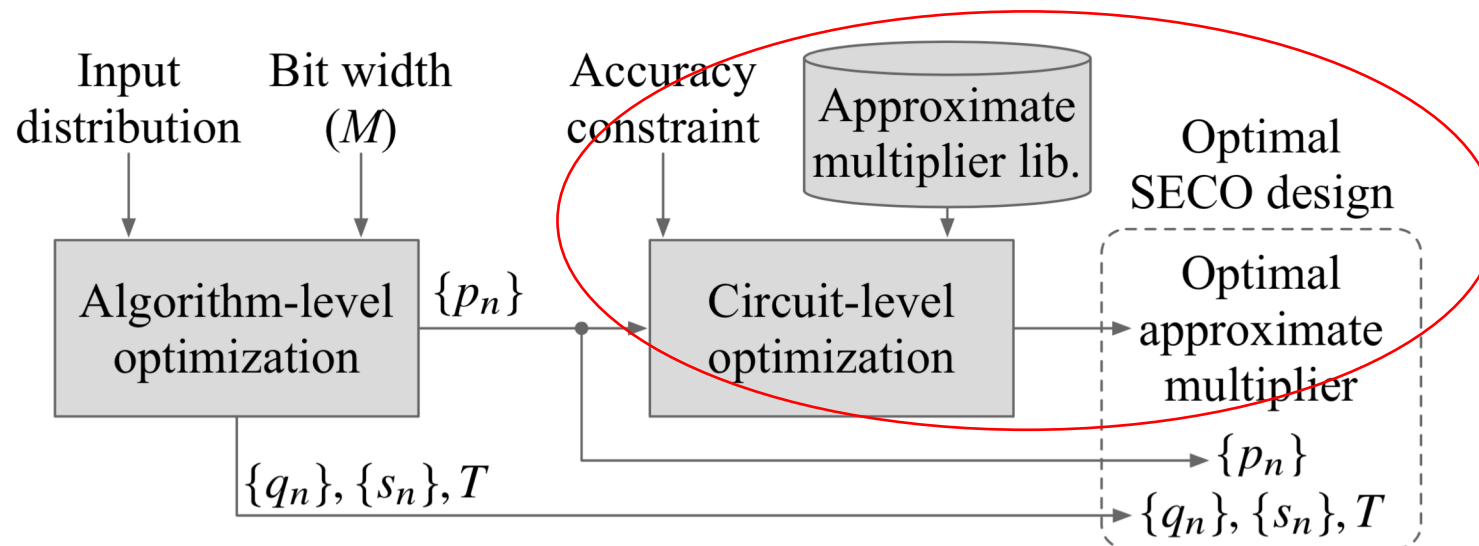 Input
distribution
Bit width
(M)
Accuracy
constraint
Approximate
multiplier lib.
Optimal
SECO design
Algorithm-level
optimization
{pₙ}
Circuit-level
optimization
Optimal
approximate
multiplier
{pₙ}
{qₙ}, {sₙ}, T
{qₙ}, {sₙ}, T